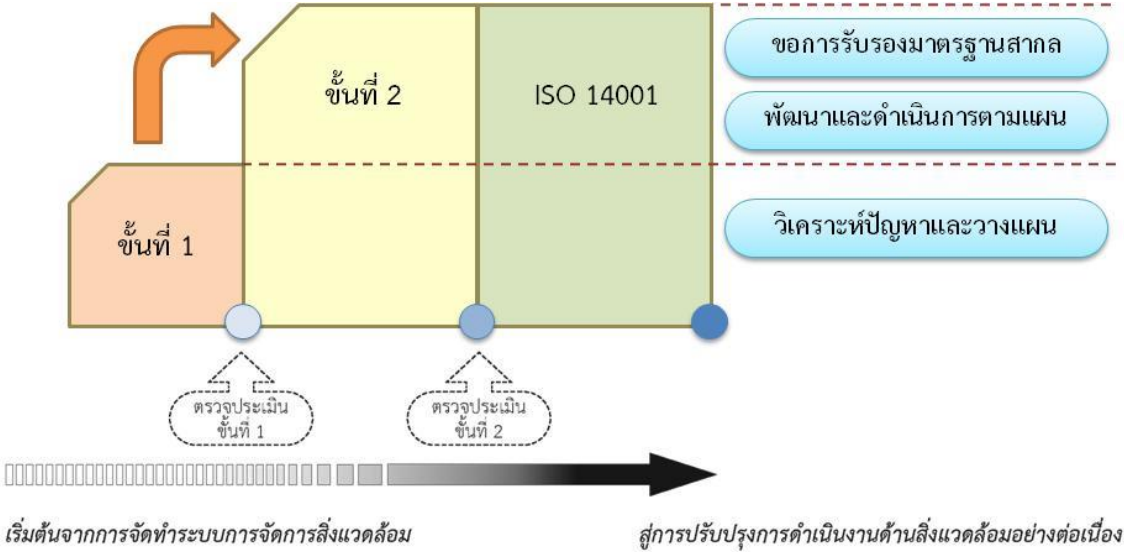 ขอการรับรองมาตรฐานสากล
ขั้นที่ 2
ISO 14001
พัฒนาและดำเนินการตามแผน
ขั้นที่ 1
วิเคราะห์ปัญหาและวางแผน
ตรวจประเมิน
ขั้นที่ 1
ตรวจประเมิน
ขั้นที่ 2
เริ่มต้นจากการจัดทำระบบการจัดการสิ่งแวดล้อม
สู่การปรับปรุงการดำเนินงานด้านสิ่งแวดล้อมอย่างต่อเนื่อง